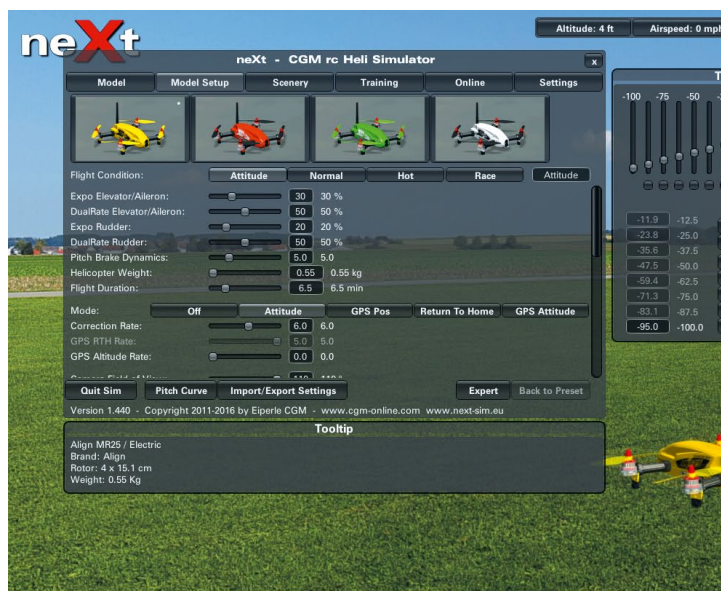 neXt
Altitude: 4 ft
Airspeed: 0 mph
neXt - CGM rc Heli Simulator
x
Model Model Setup Scenery Training Online Settings
Flight Condition: Attitude Normal Hot Race Attitude
Expo Elevator/Aileron: 30 30 %
DualRate Elevator/Aileron: 50 50 %
Expo Rudder: 20 20 %
DualRate Rudder: 50 50 %
Pitch Brake Dynamics: 5.0 5.0
Helicopter Weight: 0.55 0.55 kg
Flight Duration: 6.5 6.5 min
Mode: Off Attitude GPS Pos Return To Home GPS Attitude
Correction Rate: 6.0 6.0
GPS RTH Rate: 5.0 5.0
GPS Altitude Rate: 0.0 0.0
Camera Field of View: 110 110 °
Quit Sim Pitch Curve Import/Export Settings Expert Back to Preset
Version 1.440 - Copyright 2011-2016 by Eiperle CGM - www.cgm-online.com www.next-sim.eu
Tooltip
Align MR25 / Electric
Brand: Align
Rotor: 4 x 15.1 cm
Weight: 0.55 Kg
-100 -75 -50
-11.9 -12.5
-23.8 -25.0
-35.6 -37.5
-47.5 -50.0
-59.4 -62.5
-71.3 -75.0
-83.1 -87.5
-95.0 -100.0